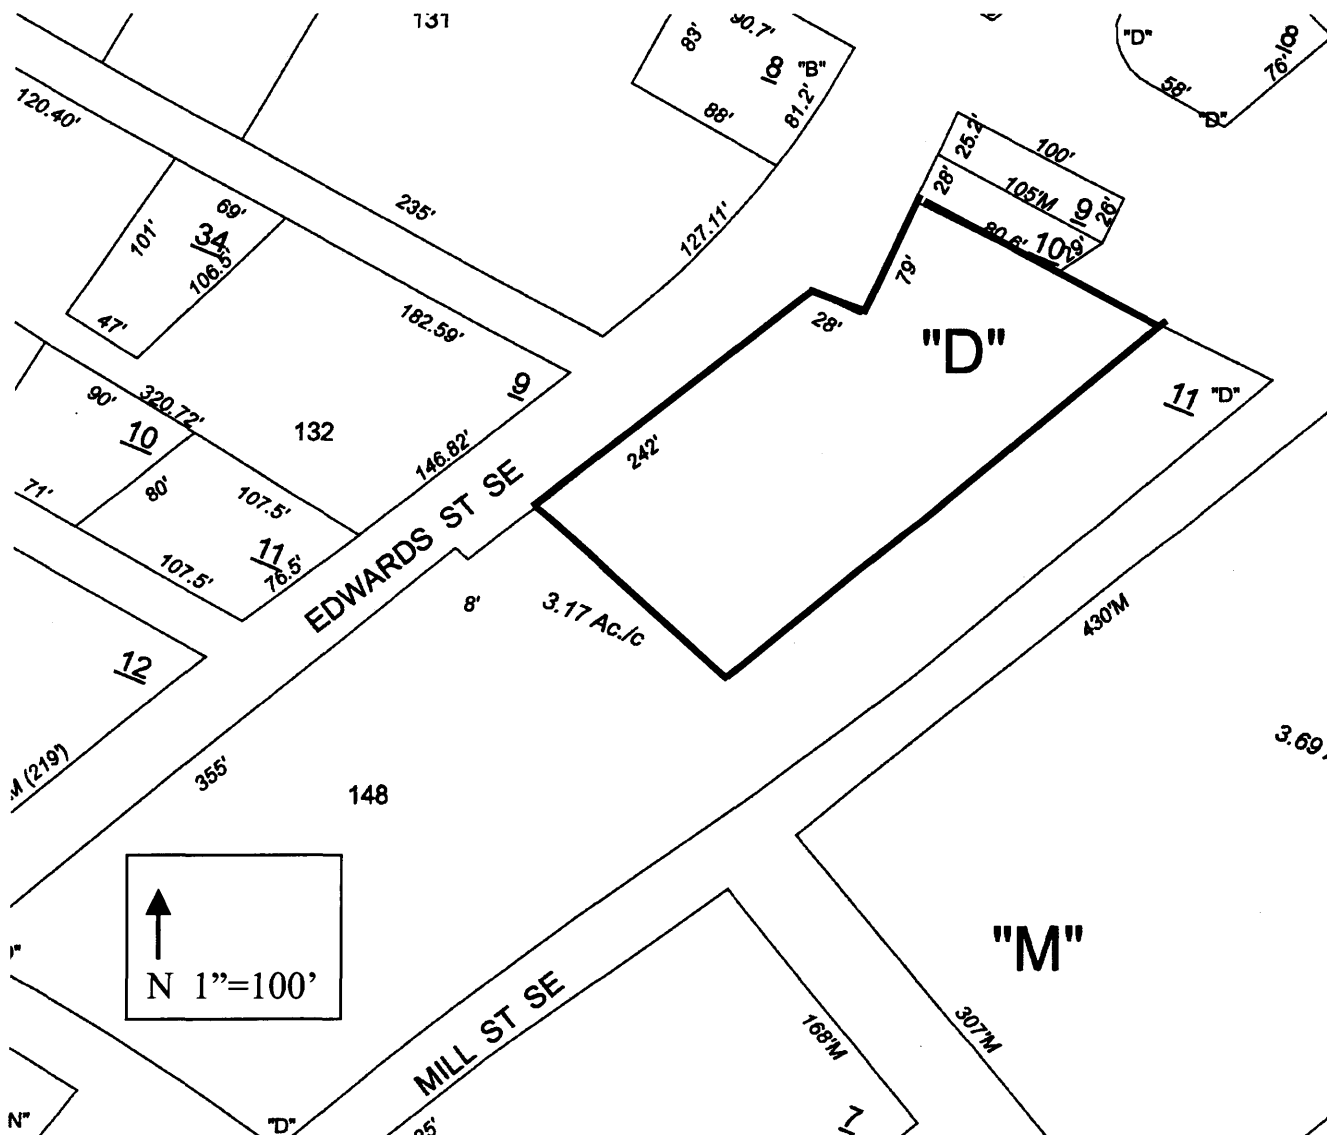 131
90.7'
83'
8
"B"
81.2'
88'
"D"
8
76'
58'
"D"
120.40'
25.2'
100'
28'
105'M
9
26'
69'
235'
34
101'
106.5'
127.11'
80.6'
10
29'
79'
47'
182.59'
28'
"D"
9
11
"D"
90'
320.72'
10
132
146.82'
242'
71'
80'
107.5'
11
107.5'
76.5'
EDWARDS ST SE
8'
3.17 Ac./c
430'M
12
M (219')
355'
148
3.69
N 1”=100’
"M"
MILL ST SE
168'M
307'M
7
N"
"D"